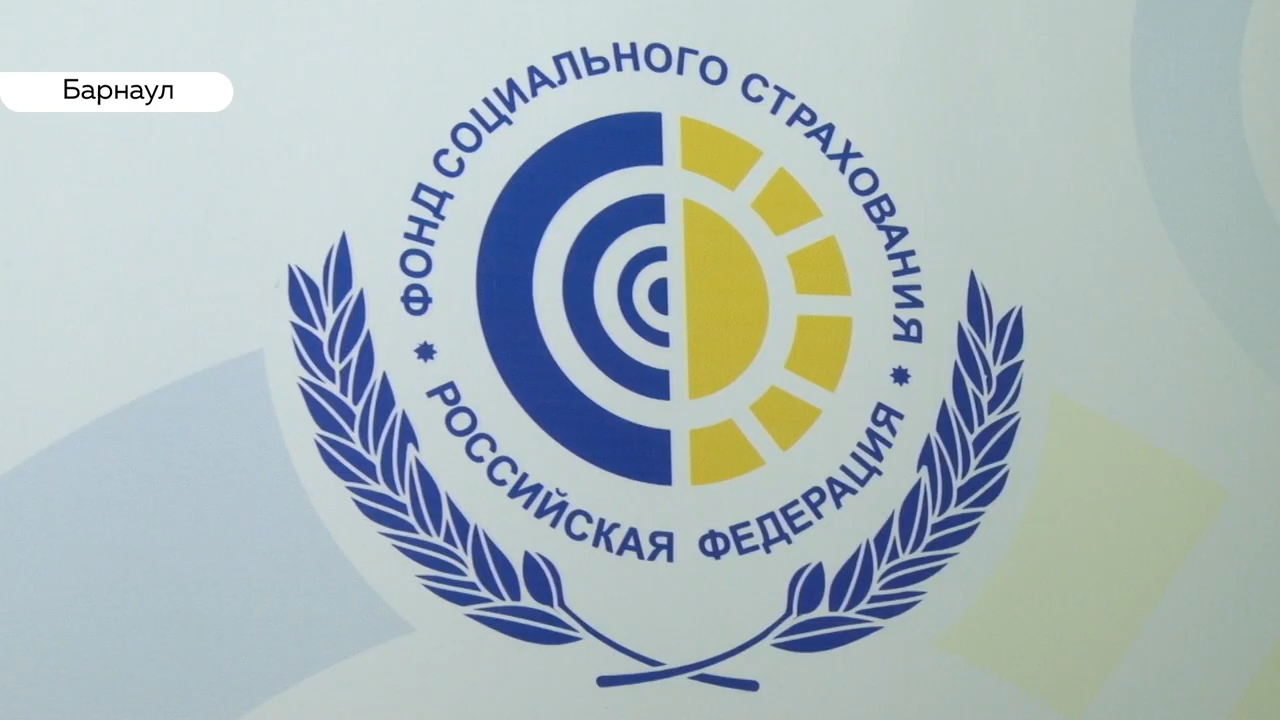 Барнаул
ФОНД СОЦИАЛЬНОГО СТРАХОВАНИЯ
РОССИЙСКАЯ ФЕДЕРАЦИЯ